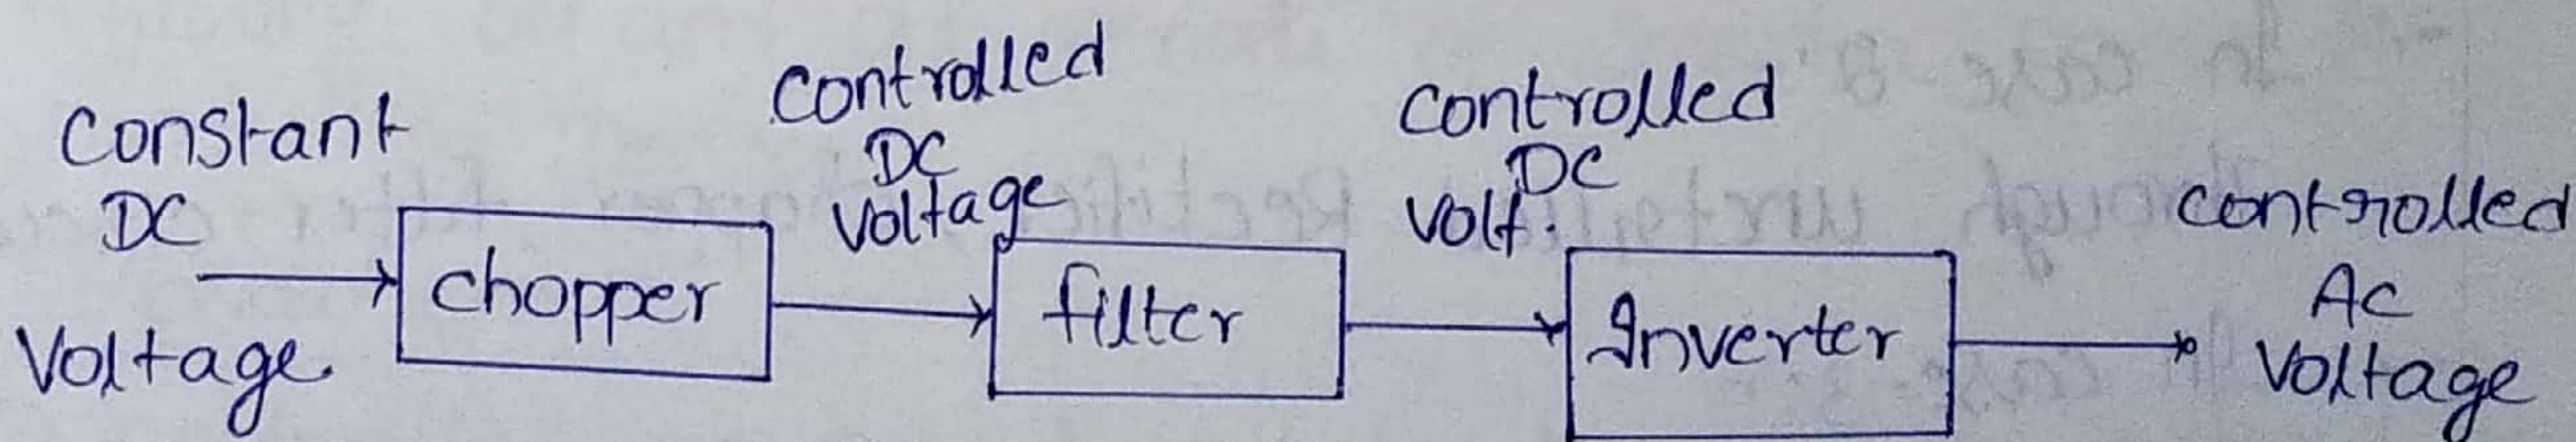 Constant
DC
Voltage
chopper
controlled
DC
voltage
filter
controlled
DC
volt.
Inverter
controlled
AC
Voltage